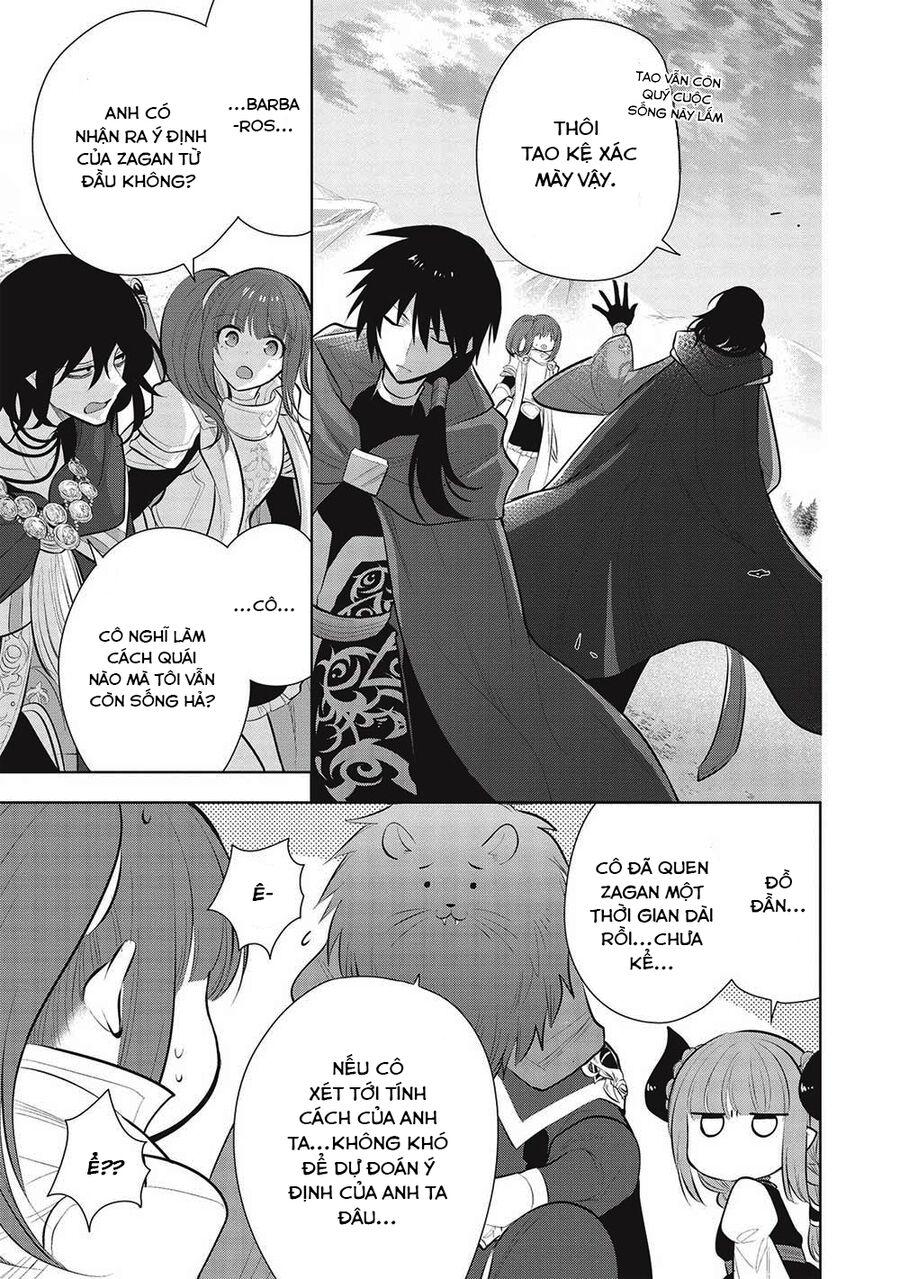 TAO VẪN CÒN
QUÝ CUỘC
SỐNG NÀY LẮM
THÔI
TAO KỆ XÁC
MÀY VẬY.
...BARBA
-ROS...
ANH CÓ
NHẬN RA Ý ĐỊNH
CỦA ZAGAN TỪ
ĐẦU KHÔNG?
...CÔ...
CÔ NGHĨ LÀM
CÁCH QUÁI
NÀO MÀ TÔI VẪN
CÒN SỐNG HẢ?
ĐỒ
ĐẦN...
CÔ ĐÃ QUEN
ZAGAN MỘT
THỜI GIAN DÀI
RỒI...CHƯA
KỂ...
Ê-
NẾU CÔ
XÉT TỚI TÍNH
CÁCH CỦA ANH
TA...KHÔNG KHÓ
ĐỂ DỰ ĐOÁN Ý
ĐỊNH CỦA ANH TA
ĐÂU...
Ể??